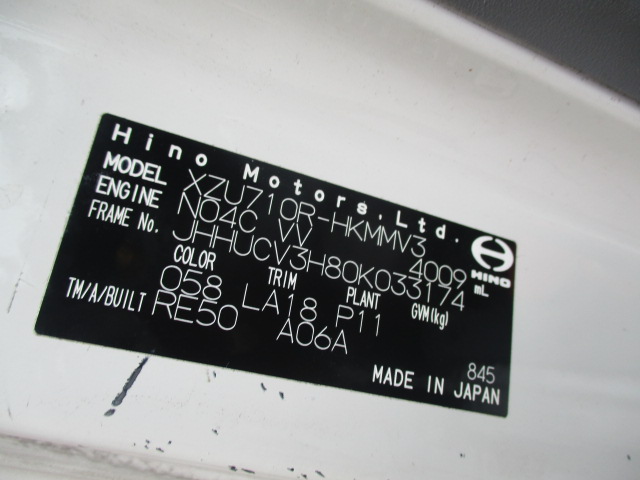 Hino Motors,Ltd.
MODEL XZU710R-HKMMV3
ENGINE N04C VV 4009 mL
FRAME No. JHHUCV3H80K033174
HINO
COLOR TRIM PLANT GVM(kg)
058 LA18 P11
TM/A/BUILT RE50 A06A
845
MADE IN JAPAN